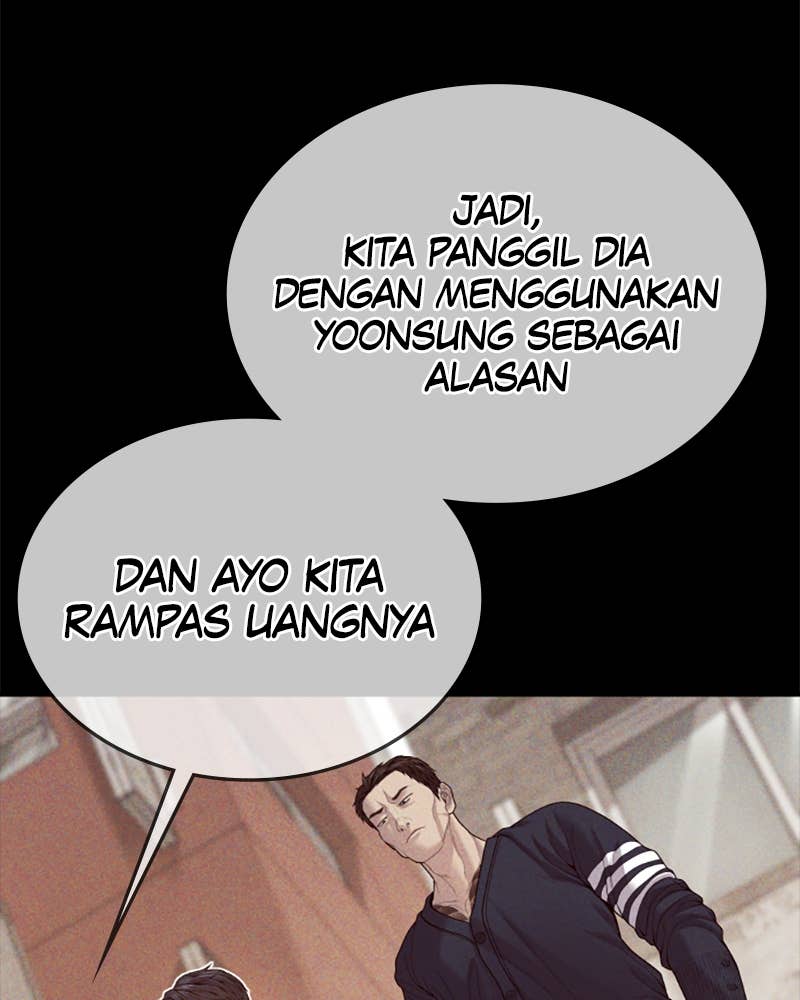 JADI,
KITA PANGGIL DIA
DENGAN MENGGUNAKAN
YOONSUNG SEBAGAI
ALASAN
DAN AYO KITA
RAMPAS UANGNYA